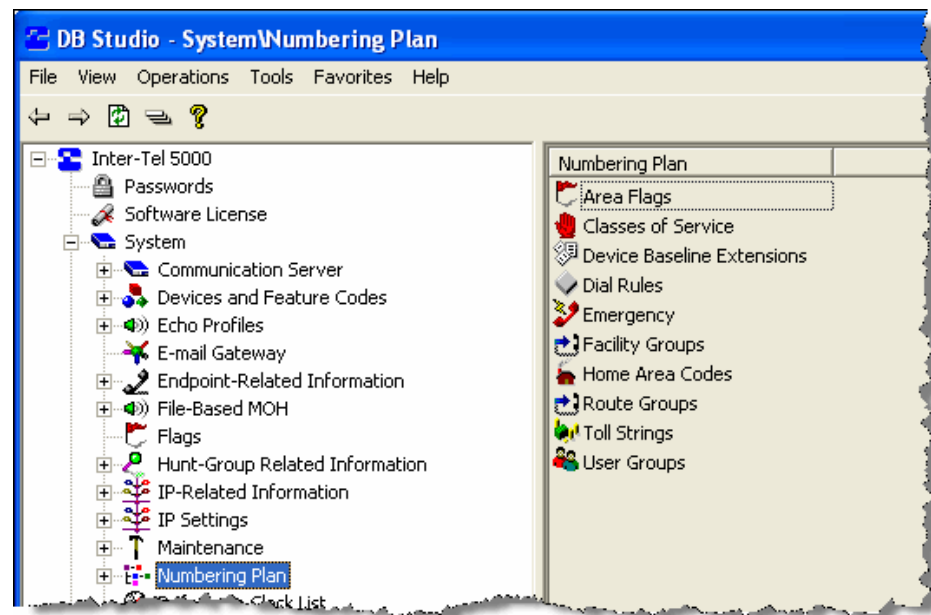 DB Studio - System\Numbering Plan
File View Operations Tools Favorites Help
Inter-Tel 5000
Passwords
Software License
System
Communication Server
Devices and Feature Codes
Echo Profiles
E-mail Gateway
Endpoint-Related Information
File-Based MOH
Flags
Hunt-Group Related Information
IP-Related Information
IP Settings
Maintenance
Numbering Plan
Clock List
Numbering Plan
Area Flags
Classes of Service
Device Baseline Extensions
Dial Rules
Emergency
Facility Groups
Home Area Codes
Route Groups
Toll Strings
User Groups